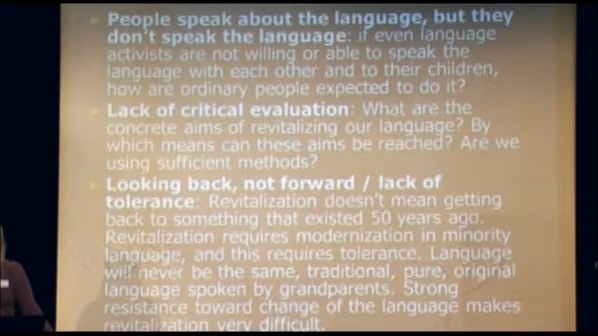 People speak about the language, but they
don't speak the language: if even language
activists are not willing or able to speak the
language with each other and to their children,
how are ordinary people expected to do it?
Lack of critical evaluation: What are the
concrete aims of revitalizing our language? By
which means can these aims be reached? Are we
using sufficient methods?
Looking back, not forward / lack of
tolerance: Revitalization doesn't mean getting
back to something that existed 50 years ago.
Revitalization requires modernization in minority
language, and this requires tolerance. Language
will never be the same, traditional, pure, original
language spoken by grandparents. Strong
resistance toward change of the language makes
revitalization very difficult.